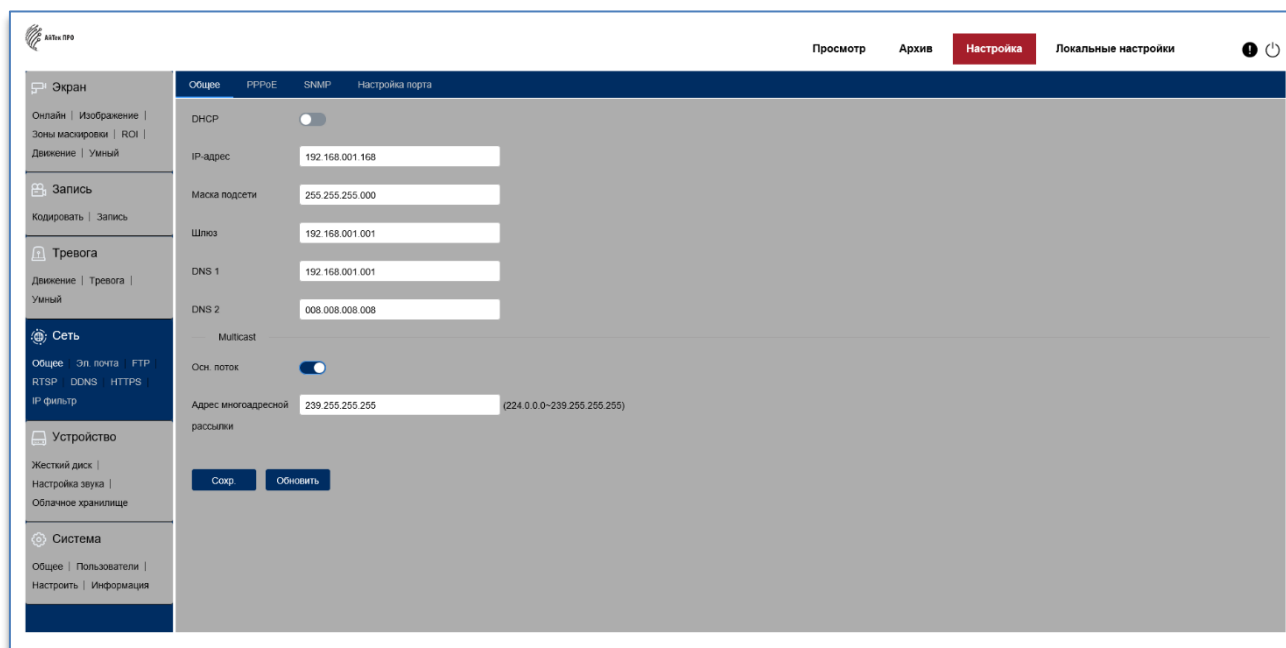 АйТек ПРО
Просмотр Архив Настройка Локальные настройки
Экран
Онлайн | Изображение |
Зоны маскировки | ROI |
Движение | Умный
Запись
Кодировать | Запись
Тревога
Движение | Тревога |
Умный
Сеть
Общее | Эл. почта | FTP |
RTSP | DDNS | HTTPS |
IP фильтр
Устройство
Жесткий диск |
Настройка звука |
Облачное хранилище
Система
Общее | Пользователи |
Настроить | Информация
Общее PPPoE SNMP Настройка порта
DHCP
IP-адрес 192.168.001.168
Маска подсети 255.255.255.000
Шлюз 192.168.001.001
DNS 1 192.168.001.001
DNS 2 008.008.008.008
Multicast
Осн. поток
Адрес многоадресной 239.255.255.255 (224.0.0.0~239.255.255.255)
рассылки
Сохр. Обновить